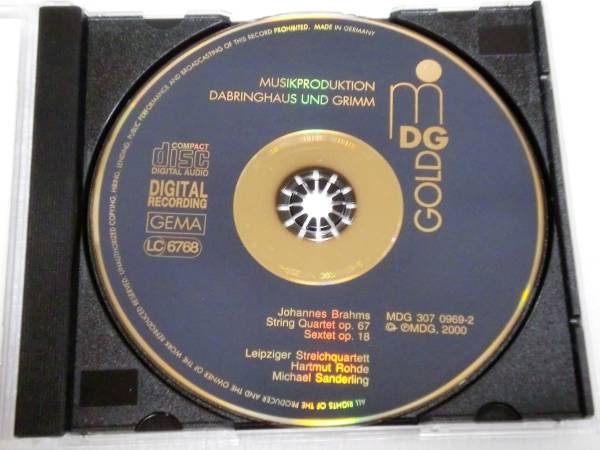 UNAUTHORIZED COPYING, HIRING, LENDING, PUBLIC PERFORMANCE AND BROADCASTING OF THIS RECORD PROHIBITED. MADE IN GERMANY
MUSIKPRODUKTION
DABRINGHAUS UND GRIMM
mDG
GOLD
COMPACT
disc
DIGITAL AUDIO
DIGITAL
RECORDING
GEMA
LC 6768
Johannes Brahms
String Quartet op. 67
Sextet op. 18
MDG 307 0969-2
℗MDG, 2000
Leipziger Streichquartett
Hartmut Rohde
Michael Sanderling
ALL RIGHTS OF THE PRODUCER AND THE OWNER OF THE WORK REPRODUCED RESERVED.